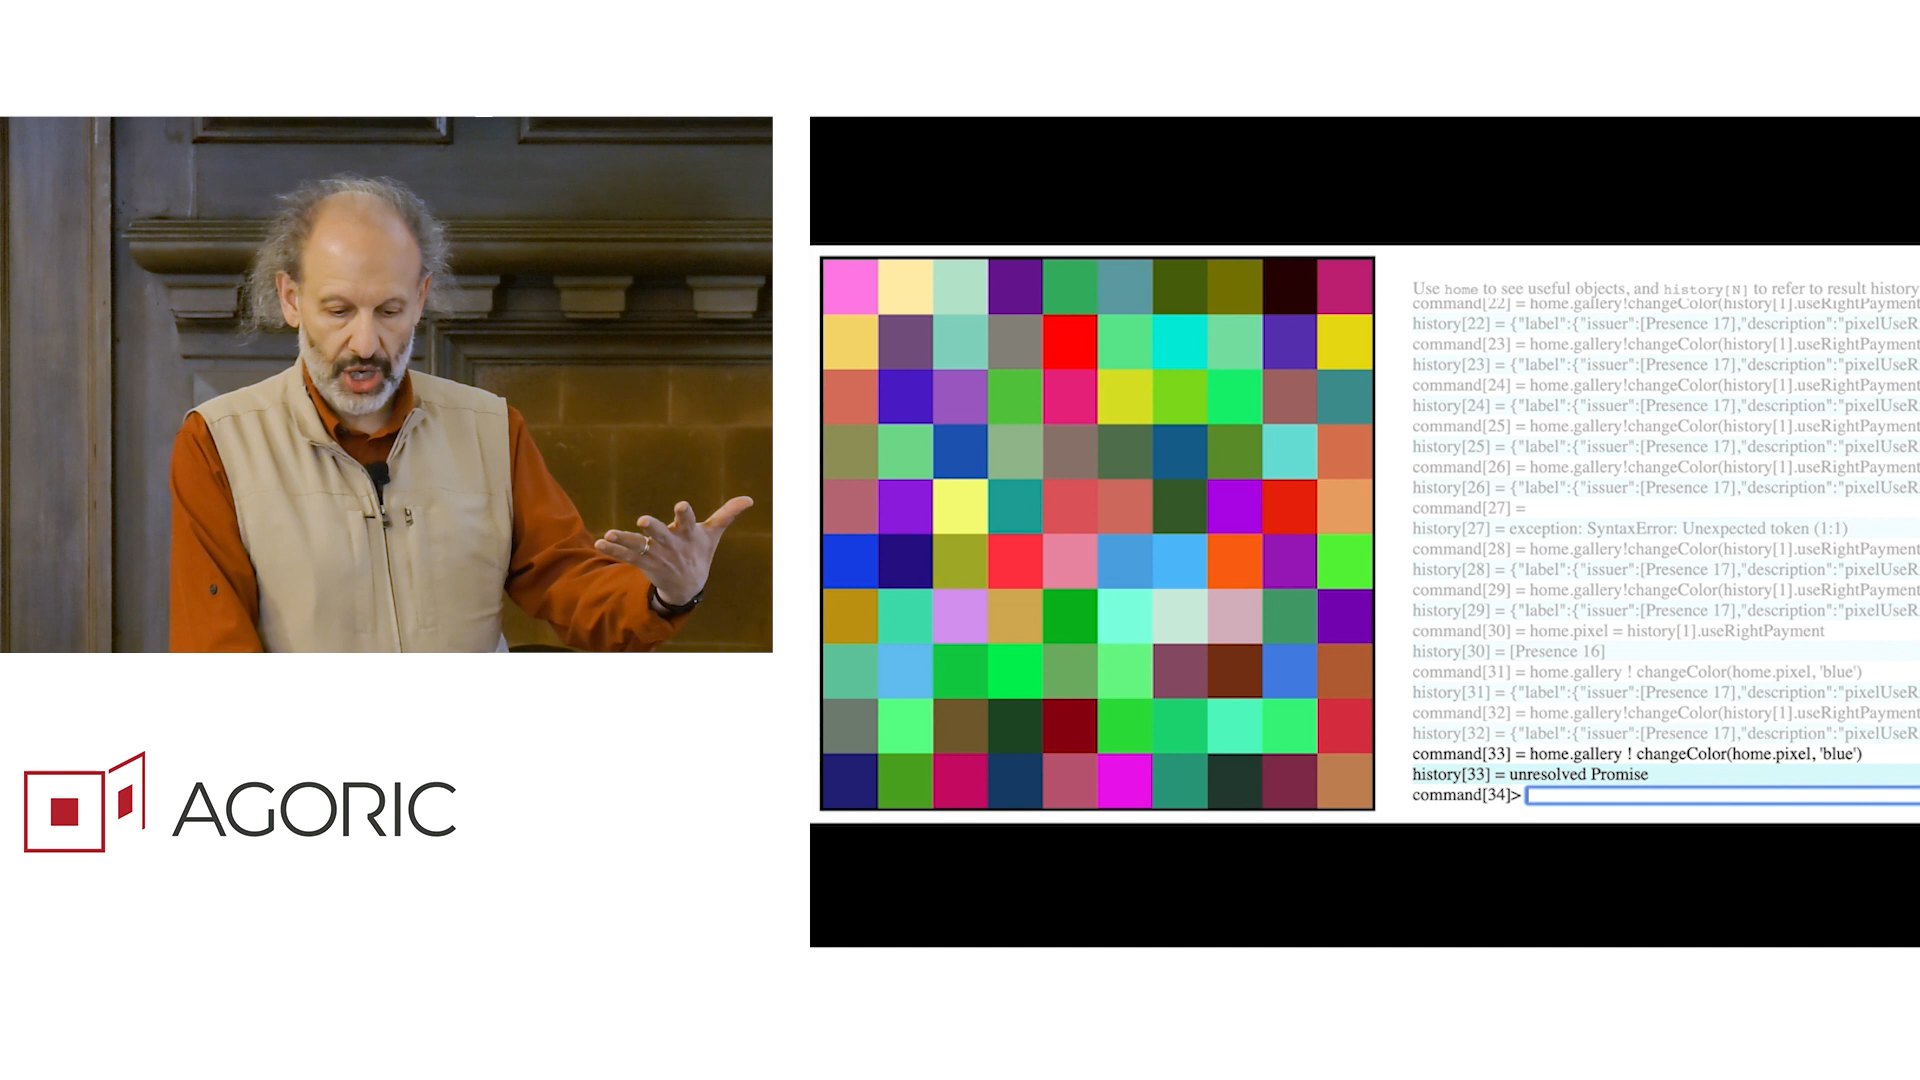 AGORIC
Use home to see useful objects, and history[N] to refer to result history
command[22] = home.gallery!changeColor(history[1].useRightPayment
history[22] = {"label":{"issuer":[Presence 17],"description":"pixelUseR
command[23] = home.gallery!changeColor(history[1].useRightPayment
history[23] = {"label":{"issuer":[Presence 17],"description":"pixelUseR
command[24] = home.gallery!changeColor(history[1].useRightPayment
history[24] = {"label":{"issuer":[Presence 17],"description":"pixelUseR
command[25] = home.gallery!changeColor(history[1].useRightPayment
history[25] = {"label":{"issuer":[Presence 17],"description":"pixelUseR
command[26] = home.gallery!changeColor(history[1].useRightPayment
history[26] = {"label":{"issuer":[Presence 17],"description":"pixelUseR
command[27] =
history[27] = exception: SyntaxError: Unexpected token (1:1)
command[28] = home.gallery!changeColor(history[1].useRightPayment
history[28] = {"label":{"issuer":[Presence 17],"description":"pixelUseR
command[29] = home.gallery!changeColor(history[1].useRightPayment
history[29] = {"label":{"issuer":[Presence 17],"description":"pixelUseR
command[30] = home.pixel = history[1].useRightPayment
history[30] = [Presence 16]
command[31] = home.gallery ! changeColor(home.pixel, 'blue')
history[31] = {"label":{"issuer":[Presence 17],"description":"pixelUseR
command[32] = home.gallery!changeColor(history[1].useRightPayment
history[32] = {"label":{"issuer":[Presence 17],"description":"pixelUseR
command[33] = home.gallery ! changeColor(home.pixel, 'blue')
history[33] = unresolved Promise
command[34]>